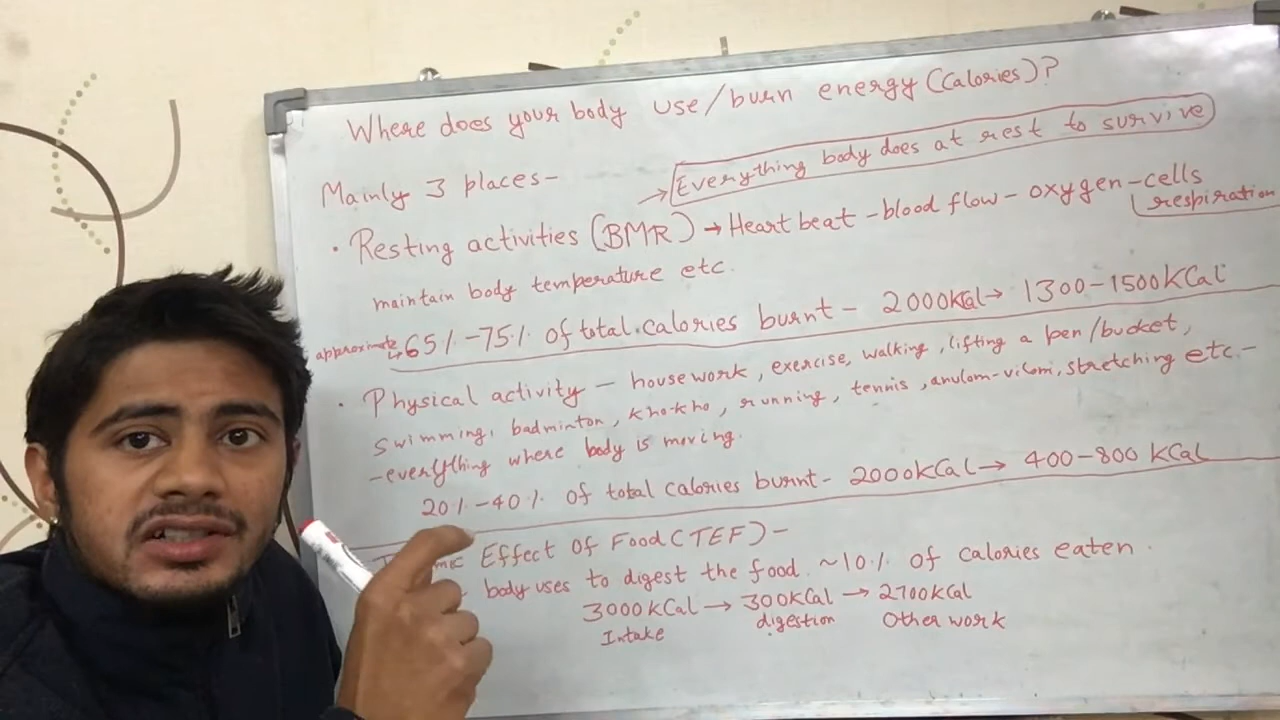 Where does your body use/burn energy (Calories)?
Mainly 3 places-
→ Everything body does at rest to survive
• Resting activities (BMR) → Heart beat - blood flow - oxygen - cells
respiration
maintain body temperature etc
approximate
65% - 75% of total calories burnt - 2000KCal → 1300-1500KCal
• Physical activity - housework, exercise, walking, lifting a pen/bucket,
swimming, badminton, khokho, running, tennis, anulom-vilom, stretching etc -
- everything where body is moving.
20% - 40% of total calories burnt - 2000KCal → 400-800 KCal
Effect Of Food (TEF) -
body uses to digest the food. ~10% of calories eaten.
3000KCal → 300KCal → 2700KCal
Intake digestion Other work